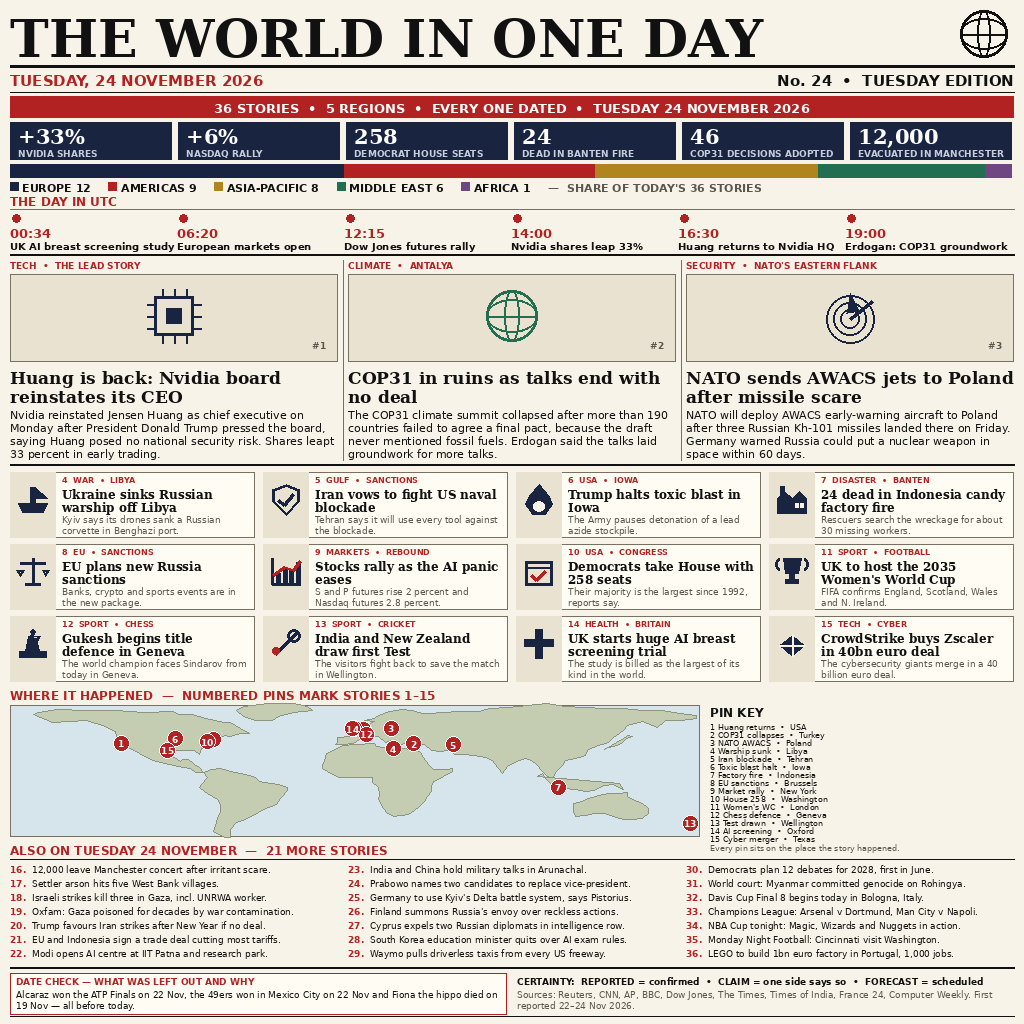 THE WORLD IN ONE DAY
TUESDAY, 24 NOVEMBER 2026
No. 24 • TUESDAY EDITION
36 STORIES • 5 REGIONS • EVERY ONE DATED • TUESDAY 24 NOVEMBER 2026
+33%
NVIDIA SHARES
+6%
NASDAQ RALLY
258
DEMOCRAT HOUSE SEATS
24
DEAD IN BANTEN FIRE
46
COP31 DECISIONS ADOPTED
12,000
EVACUATED IN MANCHESTER
EUROPE 12 AMERICAS 9 ASIA-PACIFIC 8 MIDDLE EAST 6 AFRICA 1 — SHARE OF TODAY'S 36 STORIES
THE DAY IN UTC
00:34
UK AI breast screening study
06:20
European markets open
12:15
Dow Jones futures rally
14:00
Nvidia shares leap 33%
16:30
Huang returns to Nvidia HQ
19:00
Erdogan: COP31 groundwork
TECH • THE LEAD STORY
#1
Huang is back: Nvidia board
reinstates its CEO
Nvidia reinstated Jensen Huang as chief executive on
Monday after President Donald Trump pressed the board,
saying Huang posed no national security risk. Shares leapt
33 percent in early trading.
CLIMATE • ANTALYA
#2
COP31 in ruins as talks end with
no deal
The COP31 climate summit collapsed after more than 190
countries failed to agree a final pact, because the draft
never mentioned fossil fuels. Erdogan said the talks laid
groundwork for more talks.
SECURITY • NATO'S EASTERN FLANK
#3
NATO sends AWACS jets to Poland
after missile scare
NATO will deploy AWACS early-warning aircraft to Poland
after three Russian Kh-101 missiles landed there on Friday.
Germany warned Russia could put a nuclear weapon in
space within 60 days.
4 WAR • LIBYA
Ukraine sinks Russian
warship off Libya
Kyiv says its drones sank a Russian
corvette in Benghazi port.
5 GULF • SANCTIONS
Iran vows to fight US naval
blockade
Tehran says it will use every tool against
the blockade.
6 USA • IOWA
Trump halts toxic blast in
Iowa
The Army pauses detonation of a lead
azide stockpile.
7 DISASTER • BANTEN
24 dead in Indonesia candy
factory fire
Rescuers search the wreckage for about
30 missing workers.
8 EU • SANCTIONS
EU plans new Russia
sanctions
Banks, crypto and sports events are in
the new package.
9 MARKETS • REBOUND
Stocks rally as the AI panic
eases
S and P futures rise 2 percent and
Nasdaq futures 2.8 percent.
10 USA • CONGRESS
Democrats take House with
258 seats
Their majority is the largest since 1992,
reports say.
11 SPORT • FOOTBALL
UK to host the 2035
Women's World Cup
FIFA confirms England, Scotland, Wales
and N. Ireland.
12 SPORT • CHESS
Gukesh begins title
defence in Geneva
The world champion faces Sindarov from
today in Geneva.
13 SPORT • CRICKET
India and New Zealand
draw first Test
The visitors fight back to save the match
in Wellington.
14 HEALTH • BRITAIN
UK starts huge AI breast
screening trial
The study is billed as the largest of its
kind in the world.
15 TECH • CYBER
CrowdStrike buys Zscaler
in 40bn euro deal
The cybersecurity giants merge in a 40
billion euro deal.
WHERE IT HAPPENED — NUMBERED PINS MARK STORIES 1–15
1
6
15
10
14
12
3
4
2
5
7
13
PIN KEY
1 Huang returns • USA
2 COP31 collapses • Turkey
3 NATO AWACS • Poland
4 Warship sunk • Libya
5 Iran blockade • Tehran
6 Toxic blast halt • Iowa
7 Factory fire • Indonesia
8 EU sanctions • Brussels
9 Market rally • New York
10 House 258 • Washington
11 Women's WC • London
12 Chess defence • Geneva
13 Test drawn • Wellington
14 AI screening • Oxford
15 Cyber merger • Texas
Every pin sits on the place the story happened.
ALSO ON TUESDAY 24 NOVEMBER — 21 MORE STORIES
16. 12,000 leave Manchester concert after irritant scare.
17. Settler arson hits five West Bank villages.
18. Israeli strikes kill three in Gaza, incl. UNRWA worker.
19. Oxfam: Gaza poisoned for decades by war contamination.
20. Trump favours Iran strikes after New Year if no deal.
21. EU and Indonesia sign a trade deal cutting most tariffs.
22. Modi opens AI centre at IIT Patna and research park.
23. India and China hold military talks in Arunachal.
24. Prabowo names two candidates to replace vice-president.
25. Germany to use Kyiv's Delta battle system, says Pistorius.
26. Finland summons Russia's envoy over reckless actions.
27. Cyprus expels two Russian diplomats in intelligence row.
28. South Korea education minister quits over AI exam rules.
29. Waymo pulls driverless taxis from every US freeway.
30. Democrats plan 12 debates for 2028, first in June.
31. World court: Myanmar committed genocide on Rohingya.
32. Davis Cup Final 8 begins today in Bologna, Italy.
33. Champions League: Arsenal v Dortmund, Man City v Napoli.
34. NBA Cup tonight: Magic, Wizards and Nuggets in action.
35. Monday Night Football: Cincinnati visit Washington.
36. LEGO to build 1bn euro factory in Portugal, 1,000 jobs.
DATE CHECK — WHAT WAS LEFT OUT AND WHY
Alcaraz won the ATP Finals on 22 Nov, the 49ers won in Mexico City on 22 Nov and Fiona the hippo died on
19 Nov — all before today.
CERTAINTY: REPORTED = confirmed • CLAIM = one side says so • FORECAST = scheduled
Sources: Reuters, CNN, AP, BBC, Dow Jones, The Times, Times of India, France 24, Computer Weekly. First
reported 22–24 Nov 2026.